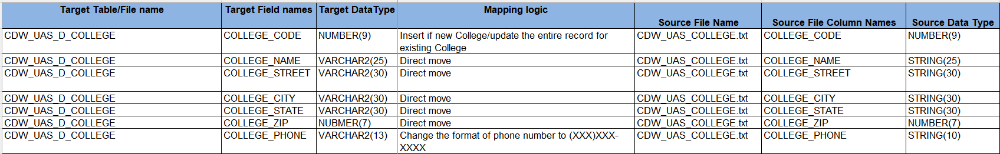 Target Table/File name Target Field names Target DataType Mapping logic Source File Name Source File Column Names Source Data Type
CDW_UAS_D_COLLEGE COLLEGE_CODE NUMBER(9) Insert if new College/update the entire record for CDW_UAS_COLLEGE.txt COLLEGE_CODE NUMBER(9)
existing College
CDW_UAS_D_COLLEGE COLLEGE_NAME VARCHAR2(25) Direct move CDW_UAS_COLLEGE.txt COLLEGE_NAME STRING(25)
CDW_UAS_D_COLLEGE COLLEGE_STREET VARCHAR2(30) Direct move CDW_UAS_COLLEGE.txt COLLEGE_STREET STRING(30)
CDW_UAS_D_COLLEGE COLLEGE_CITY VARCHAR2(30) Direct move CDW_UAS_COLLEGE.txt COLLEGE_CITY STRING(30)
CDW_UAS_D_COLLEGE COLLEGE_STATE VARCHAR2(30) Direct move CDW_UAS_COLLEGE.txt COLLEGE_STATE STRING(30)
CDW_UAS_D_COLLEGE COLLEGE_ZIP NUBMER(7) Direct move CDW_UAS_COLLEGE.txt COLLEGE_ZIP NUMBER(7)
CDW_UAS_D_COLLEGE COLLEGE_PHONE VARCHAR2(13) Change the format of phone number to (XXX)XXX- CDW_UAS_COLLEGE.txt COLLEGE_PHONE STRING(10)
XXXX